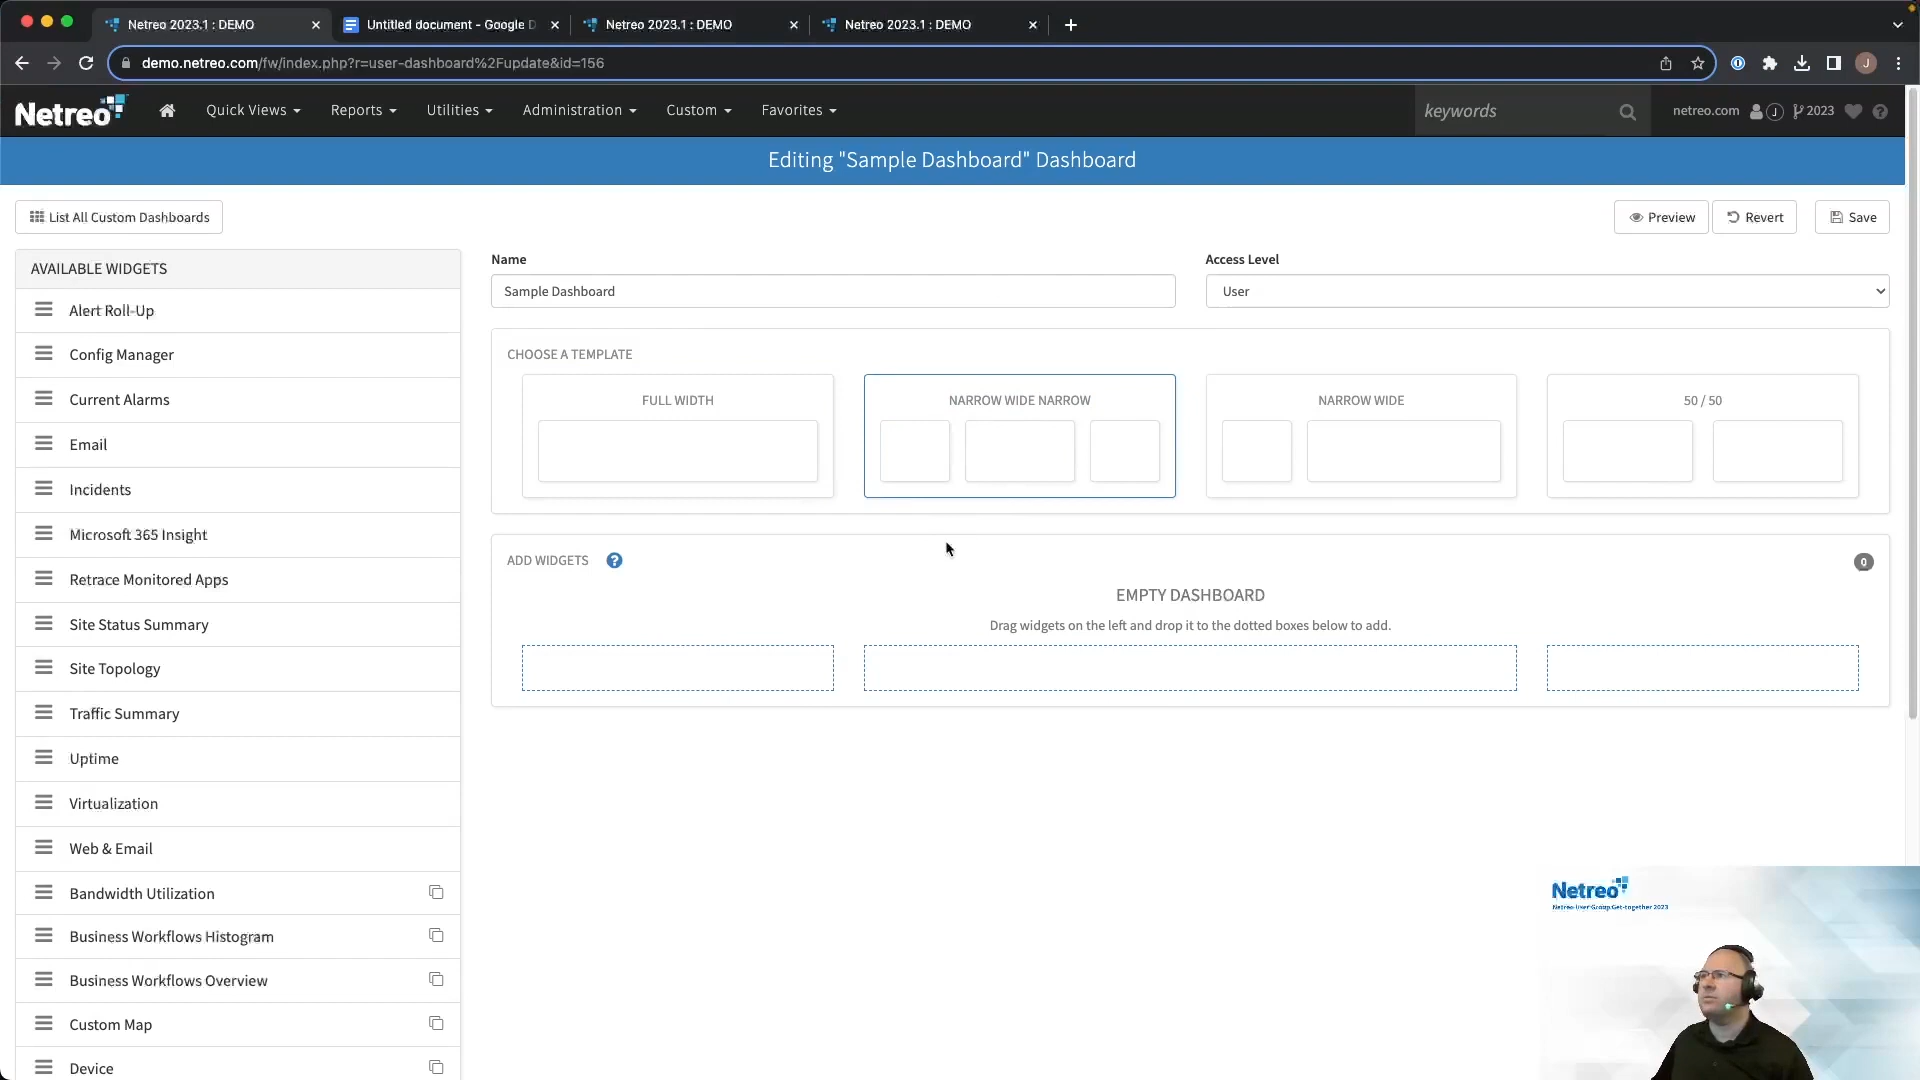 Netreo 2023.1 : DEMO
Untitled document - Google D
Netreo 2023.1 : DEMO
Netreo 2023.1 : DEMO
demo.netreo.com/fw/index.php?r=user-dashboard%2Fupdate&id=156
J
Netreo
Quick Views
Reports
Utilities
Administration
Custom
Favorites
keywords
netreo.com
J
2023
Editing "Sample Dashboard" Dashboard
List All Custom Dashboards
Preview
Revert
Save
AVAILABLE WIDGETS
Alert Roll-Up
Config Manager
Current Alarms
Email
Incidents
Microsoft 365 Insight
Retrace Monitored Apps
Site Status Summary
Site Topology
Traffic Summary
Uptime
Virtualization
Web & Email
Bandwidth Utilization
Business Workflows Histogram
Business Workflows Overview
Custom Map
Device
Name
Sample Dashboard
Access Level
User
CHOOSE A TEMPLATE
FULL WIDTH
NARROW WIDE NARROW
NARROW WIDE
50 / 50
ADD WIDGETS
?
0
EMPTY DASHBOARD
Drag widgets on the left and drop it to the dotted boxes below to add.
Netreo
Netreo User Group Get-together 2023